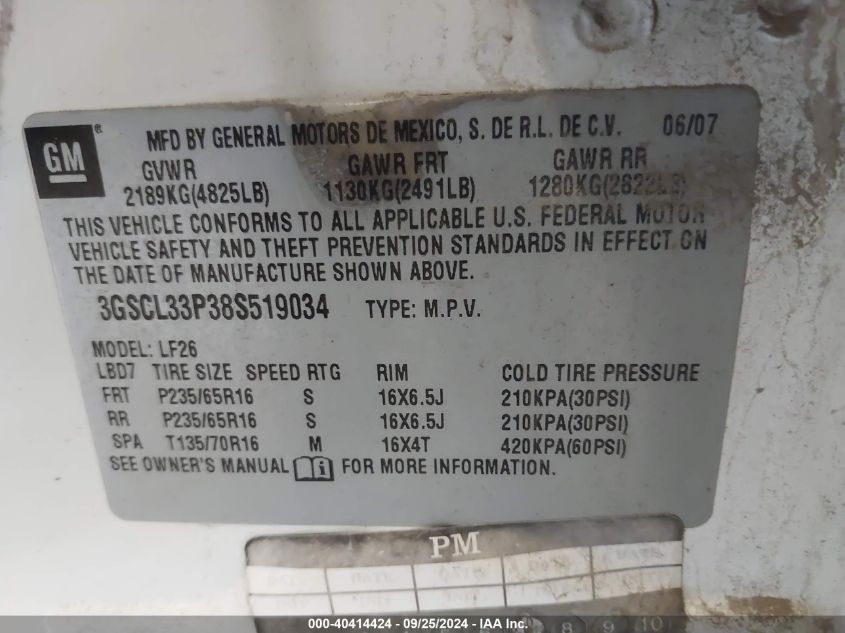 GM ® MFD BY GENERAL MOTORS DE MEXICO, S. DE R.L. DE C.V. 06/07
GVWR GAWR FRT GAWR RR
2189KG(4825LB) 1130KG(2491LB) 1280KG(2822LB)
THIS VEHICLE CONFORMS TO ALL APPLICABLE U.S. FEDERAL MOTOR
VEHICLE SAFETY AND THEFT PREVENTION STANDARDS IN EFFECT ON
THE DATE OF MANUFACTURE SHOWN ABOVE.
3GSCL33P38S519034 TYPE: M.P.V.
MODEL: LF26
LBD7 TIRE SIZE SPEED RTG RIM COLD TIRE PRESSURE
FRT P235/65R16 S 16X6.5J 210KPA(30PSI)
RR P235/65R16 S 16X6.5J 210KPA(30PSI)
SPA T135/70R16 M 16X4T 420KPA(60PSI)
SEE OWNER'S MANUAL FOR MORE INFORMATION.
PM
8 9 10
000-40414424 - 09/25/2024 - IAA Inc.